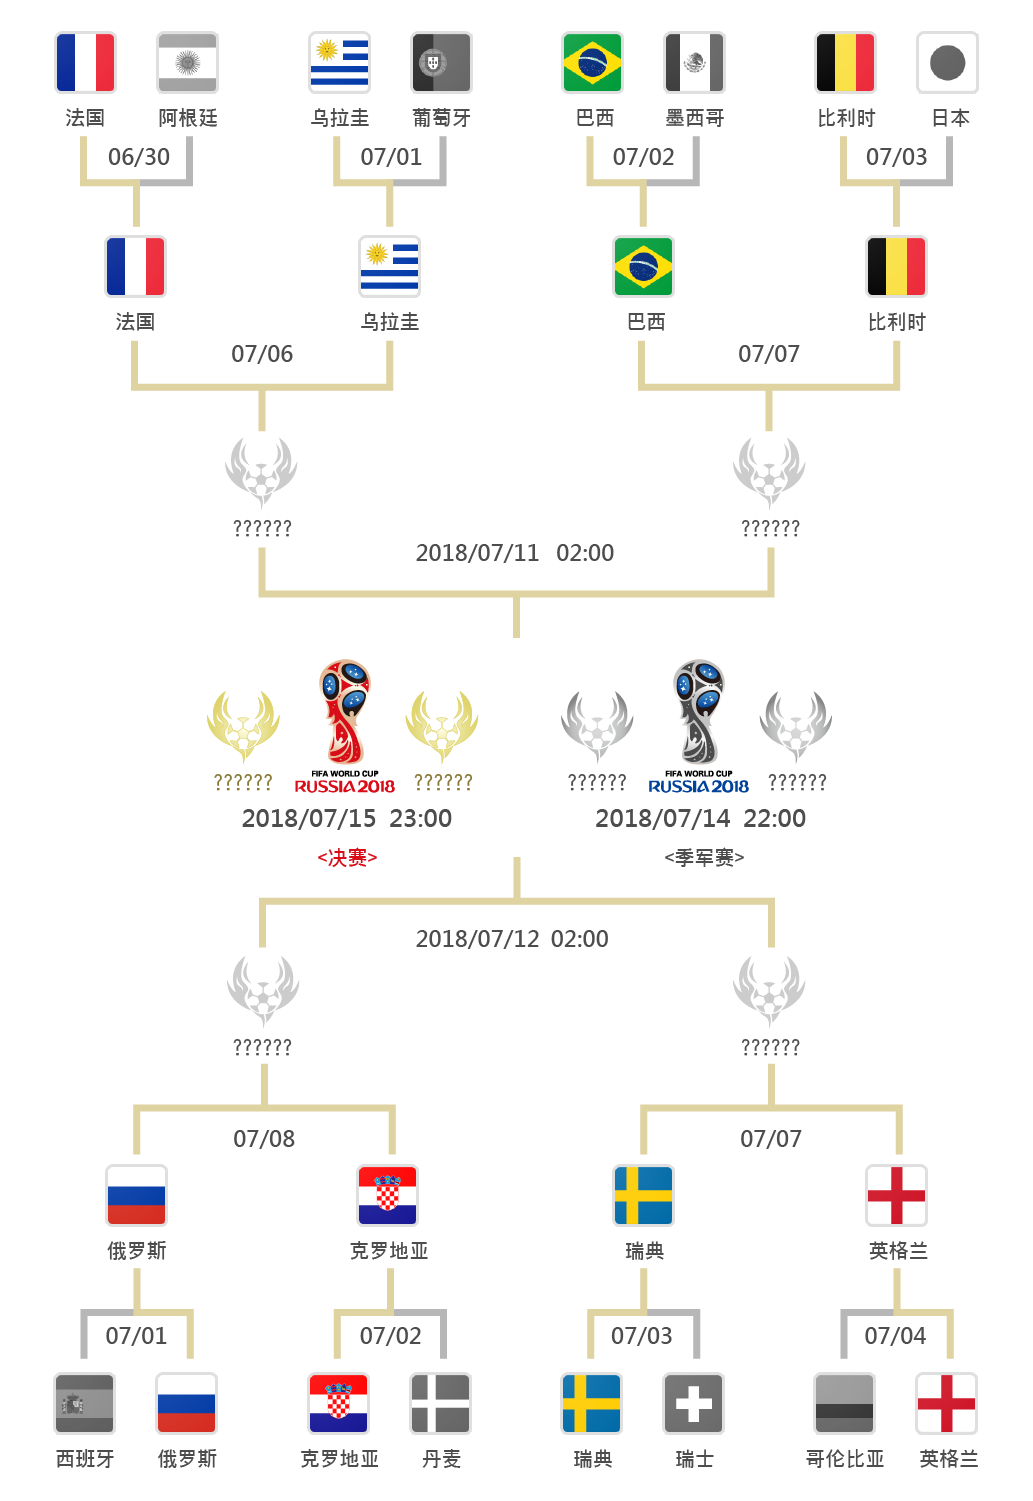 法国 阿根廷 乌拉圭 葡萄牙 巴西 墨西哥 比利时 日本
06/30 07/01 07/02 07/03
法国 乌拉圭 巴西 比利时
07/06 07/07
?????? ??????
2018/07/11 02:00
FIFA WORLD CUP FIFA WORLD CUP
?????? RUSSIA 2018 ?????? ?????? RUSSIA 2018 ??????
2018/07/15 23:00 2018/07/14 22:00
<决赛> <季军赛>
2018/07/12 02:00
?????? ??????
07/08 07/07
俄罗斯 克罗地亚 瑞典 英格兰
07/01 07/02 07/03 07/04
西班牙 俄罗斯 克罗地亚 丹麦 瑞典 瑞士 哥伦比亚 英格兰